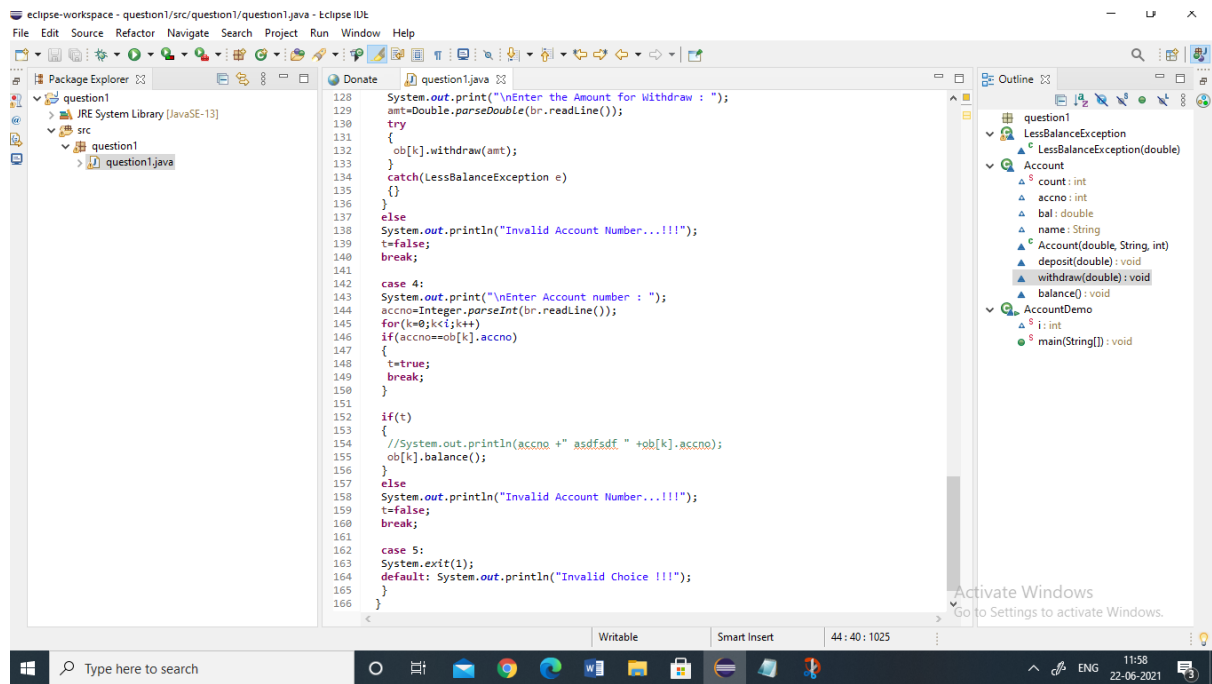 eclipse-workspace - question1/src/question1/question1.java - Eclipse IDE
File Edit Source Refactor Navigate Search Project Run Window Help
Package Explorer
question1
JRE System Library [JavaSE-13]
src
question1
question1.java
Donate question1.java
128 System.out.print("\nEnter the Amount for Withdraw : ");
129 amt=Double.parseDouble(br.readLine());
130 try
131 {
132 ob[k].withdraw(amt);
133 }
134 catch(LessBalanceException e)
135 {}
136 }
137 else
138 System.out.println("Invalid Account Number...!!!");
139 t=false;
140 break;
141
142 case 4:
143 System.out.print("\nEnter Account number : ");
144 accno=Integer.parseInt(br.readLine());
145 for(k=0;k<i;k++)
146 if(accno==ob[k].accno)
147 {
148 t=true;
149 break;
150 }
151
152 if(t)
153 {
154 //System.out.println(accno +" asdfsdf " +ob[k].accno);
155 ob[k].balance();
156 }
157 else
158 System.out.println("Invalid Account Number...!!!");
159 t=false;
160 break;
161
162 case 5:
163 System.exit(1);
164 default: System.out.println("Invalid Choice !!!");
165 }
166 }
Outline
question1
LessBalanceException
LessBalanceException(double)
Account
count : int
accno : int
bal : double
name : String
Account(double, String, int)
deposit(double) : void
withdraw(double) : void
balance() : void
AccountDemo
i : int
main(String[]) : void
Activate Windows
Go to Settings to activate Windows.
Writable Smart Insert 44 : 40 : 1025
Type here to search
ENG
11:58
22-06-2021
3